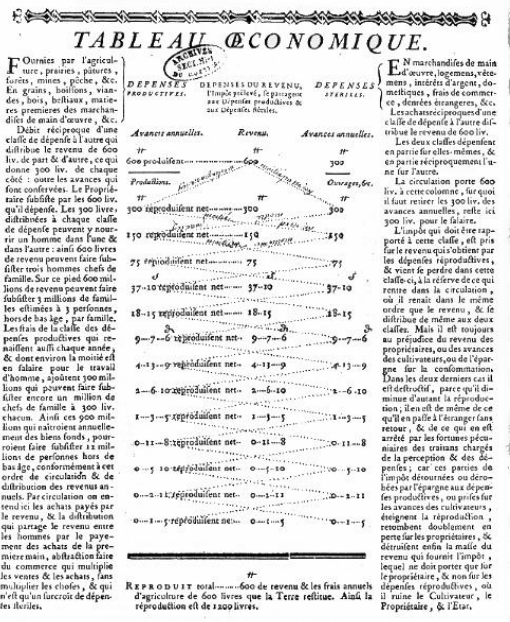 TABLEAU ŒCONOMIQUE.
ARCHIVES
FOurnies par l'agricul-
ture, prairies, pâtures,
forêts, mines, pêche, &c.
En grains, boissons, vian-
des, bois, bestiaux, matie-
res premieres des marchan-
dises de main d'œuvre, &c.
Débit réciproque d'une
classe de dépense à l'autre qui
distribue le revenu de 600
liv. de part & d'autre, ce qui
donne 300 liv. de chaque
côté : outre les avances qui
sont conservées. Le Proprié-
taire subsiste par les 600 liv.
qu'il dépense. Les 300 livres
distribuées à chaque classe
de dépense peuvent y nour-
rir un homme dans l'une &
dans l'autre : ainsi 600 livres
de revenu peuvent faire sub-
sister trois hommes chefs de
famille. Sur ce pied 600 mil-
lions de revenu peuvent faire
subsister 3 millions de famil-
les estimées à 3 personnes,
hors de bas âge, par famille.
Les frais de la classe des dé-
penses productives qui re-
naissent aussi chaque année,
& dont environ la moitié est
en salaire pour le travail
d'homme, ajoûtent 300 mil-
lions qui peuvent faire sub-
sister encore un million de
chefs de famille à 300 liv.
chacun. Ainsi ces 900 mil-
lions qui naîtroient annuelle-
ment des biens fonds, pour-
roient faire subsister 12 mil-
lions de personnes hors de
bas âge, conformément à cet
ordre de circulation & de
distribution des revenus an-
nuels. Par circulation on en-
tend ici les achats payés par
le revenu, & la distribution
qui partage le revenu entre
les hommes par le paye-
ment des achats de la pre-
miere main, abstraction faite
du commerce qui multiplie
les ventes & les achats, sans
multiplier les choses, & qui
n'est qu'un surcroît de dépen-
ses stériles.
DEPENSES
PRODUCTIVES.
DEPENSES DU REVENU,
l'Impôt prélevé, se partagent
aux Dépenses productives &
aux Dépenses stériles.
DEPENSES
STERILES.
Avances annuelles. Revenu. Avances annuelles.
600 produisent 600 300
Productions. Ouvrages, &c.
300 reproduisent net 300 300
150 reproduisent net 150 150
75 reproduisent net 75 75
37-10 reproduisent net 37-10 37-10
18-15 reproduisent net 18-15 18-15
9-7-6 reproduisent net 9-7-6 9-7-6
4-13-9 reproduisent net 4-13-9 4-13-9
2-6-10 reproduisent net 2-6-10 2-6-10
1-3-5 reproduisent net 1-3-5 1-3-5
0-11-8 reproduisent net 0-11-8 0-11-8
0-5-10 reproduisent net 0-5-10 0-5-10
0-2-11 reproduisent net 0-2-11 0-2-11
0-1-5 reproduisent net 0-1-5 0-1-5
REPRODUIT total 600 de revenu & les frais annuels
d'agriculture de 600 livres que la Terre restitue. Ainsi la
réproduction est de 1200 livres.
EN marchandises de main
d'œuvre, logemens, vête-
mens, intérêts d'argent, do-
mestiques, frais de commer-
ce, denrées étrangeres, &c.
Les achats réciproques d'une
classe de dépense à l'autre dis-
tribue le revenu de 600 liv.
Les deux classes dépensent
en partie sur elles-mêmes, &
en partie réciproquement l'u-
ne sur l'autre.
La circulation porte 600
liv. à cette colonne, sur quoi
il faut retirer les 300 liv. des
avances annuelles, reste ici
300 liv. pour le salaire.
L'impôt qui doit être rap-
porté à cette classe, est pris
sur le revenu qui s'obtient par
les dépenses réproductives,
& vient se perdre dans cette
classe-ci, à la réserve de ce qui
rentre dans la circulation,
où il renaît dans le même
ordre que le revenu, & se
distribue de même aux deux
classes. Mais il est toujours
au préjudice du revenu des
propriétaires, ou des avances
des cultivateurs, ou de l'épar-
gne sur la consommation.
Dans les deux derniers cas il
est destructif, parce qu'il di-
minue d'autant la réproduc-
tion ; il en est de même de ce
qu'il en passe à l'étranger sans
retour, & de ce qui en est
arrêté par les fortunes pécu-
niaires des traitans chargés
de la perception & des dé-
penses ; car ces parties de
l'impôt détournées ou déro-
bées par l'épargne aux dépen-
ses productives, ou prises sur
les avances des cultivateurs,
éteignent la réproduction,
retombent doublement en
perte sur les propriétaires, &
détruisent enfin la masse du
revenu qui fournit l'impôt,
lequel ne doit porter que sur
le propriétaire, & non sur les
dépenses réproductives, où
il ruine le Cultivateur, le
Propriétaire, & l'Etat.